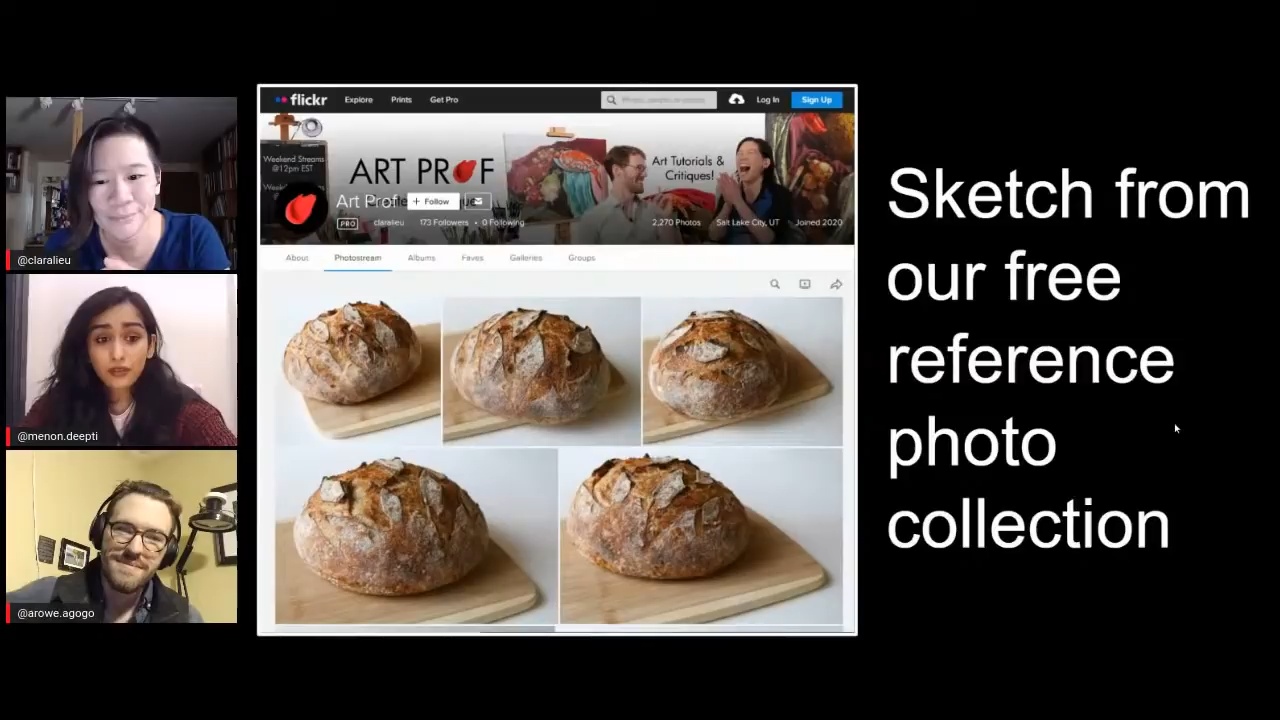 @claralieu
@menon.deepti
@arowe.agogo
flickr Explore Prints Get Pro Log In Sign Up
Weekend Streams
@12pm EST
ART PROF
Art Tutorials &
Critiques!
Art Prof + Follow
PRO claralieu 173 Followers • 0 Following 2,270 Photos Salt Lake City, UT Joined 2020
About Photostream Albums Faves Galleries Groups
Sketch from
our free
reference
photo
collection